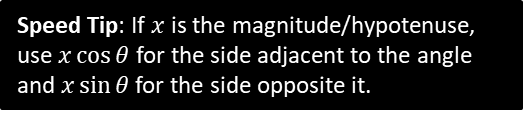 Speed Tip: If x is the magnitude/hypotenuse,
use x cos θ for the side adjacent to the angle
and x sin θ for the side opposite it.